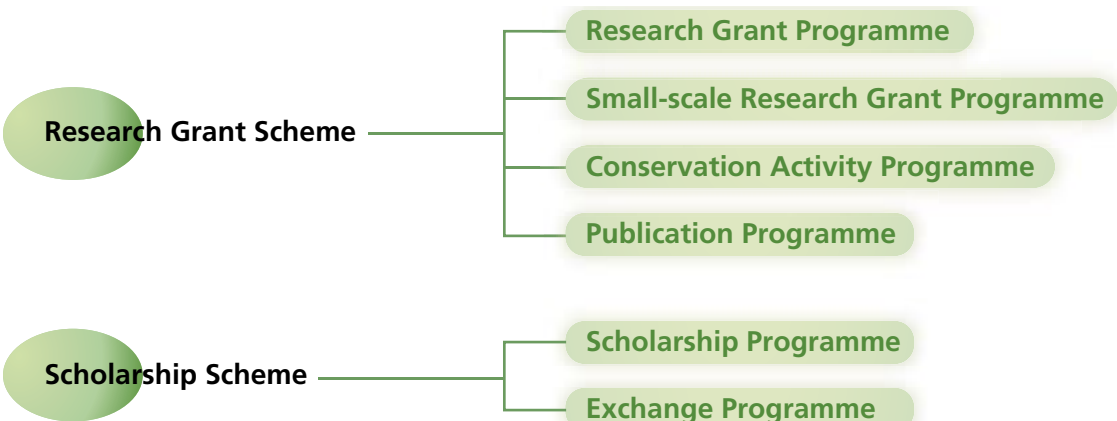 Research Grant Scheme
Research Grant Programme
Small-scale Research Grant Programme
Conservation Activity Programme
Publication Programme
Scholarship Scheme
Scholarship Programme
Exchange Programme